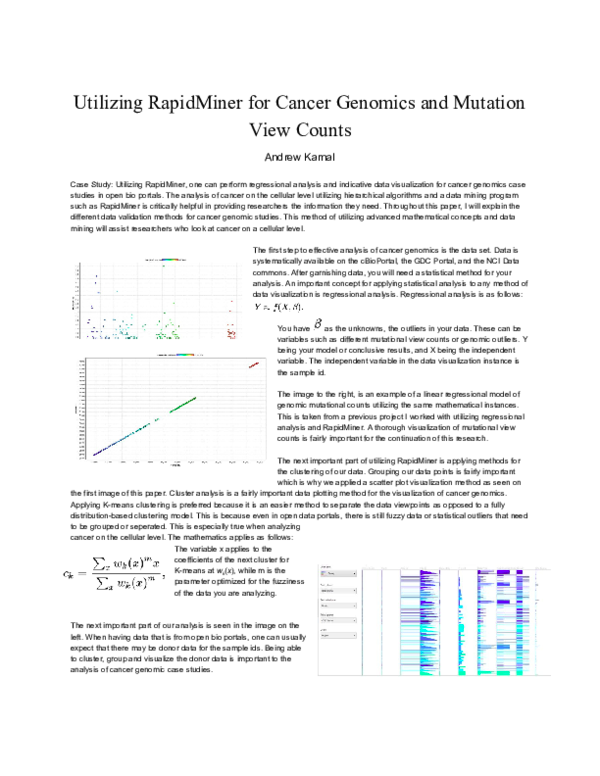 Utilizing RapidMiner for Cancer Genomics and Mutation
View Counts
Andrew Kamal
Case Study: Utilizing RapidMiner, one can perform regressional analysis and indicative data visualization for cancer genomics case
studies in open bio portals. The analysis of cancer on the cellular level utilizing hierarchical algorithms and a data mining program
such as RapidMiner is critically helpful in providing researchers the information they need. Throughout this paper, I will explain the
different data validation methods for cancer genomic studies. This method of utilizing advanced mathematical concepts and data
mining will assist researchers who look at cancer on a cellular level.
The first step to effective analysis of cancer genomics is the data set. Data is
systematically available on the cBioPortal, the GDC Portal, and the NCI Data
commons. After garnishing data, you will need a statistical method for your
analysis. An important concept for applying statistical analysis to any method of
data visualization is regressional analysis. Regressional analysis is as follows:
Y ≈ f(X, β).
You have β as the unknowns, the outliers in your data. These can be
variables such as different mutational view counts or genomic outliers. Y
being your model or conclusive results, and X being the independent
variable. The independent variable in the data visualization instance is
the sample id.
The image to the right, is an example of a linear regressional model of
genomic mutational counts utilizing the same mathematical instances.
This is taken from a previous project I worked with utilizing regressional
analysis and RapidMiner. A thorough visualization of mutational view
counts is fairly important for the continuation of this research.
The next important part of utilizing RapidMiner is applying methods for
the clustering of our data. Grouping our data points is fairly important
which is why we applied a scatter plot visualization method as seen on
the first image of this paper. Cluster analysis is a fairly important data plotting method for the visualization of cancer genomics.
Applying K-means clustering is preferred because it is an easier method to separate the data viewpoints as opposed to a fully
distribution-based clustering model. This is because even in open data portals, there is still fuzzy data or statistical outliers that need
to be grouped or seperated. This is especially true when analyzing
cancer on the cellular level. The mathematics applies as follows:
The variable x applies to the
coefficients of the next cluster for
K-means at wₖ(x), while m is the
parameter optimized for the fuzziness
of the data you are analyzing.
cₖ = Σₓ wₖ(x)ᵐ x / Σₓ wₖ(x)ᵐ ,
The next important part of our analysis is seen in the image on the
left. When having data that is from open bio portals, one can usually
expect that there may be donor data for the sample ids. Being able
to cluster, group and visualize the donor data is important to the
analysis of cancer genomic case studies.